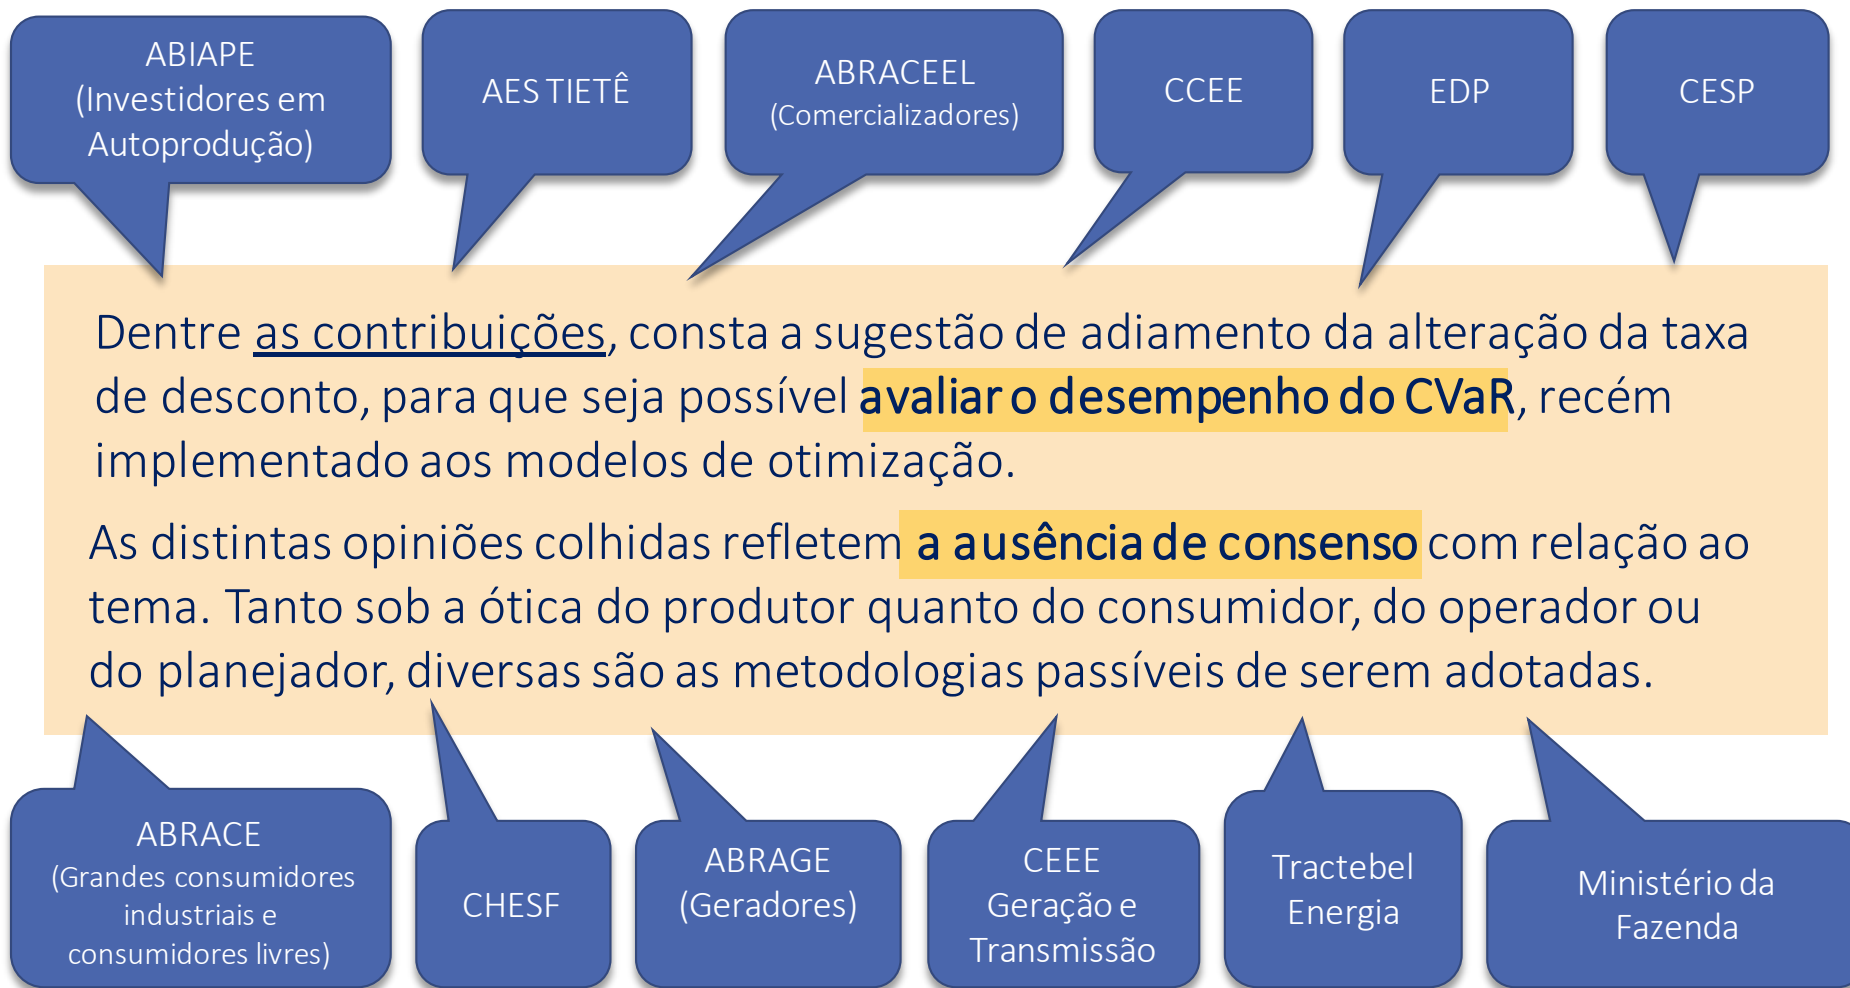 ABIAPE
(Investidores em
Autoprodução)
AES TIETÊ
ABRACEEL
(Comercializadores)
CCEE
EDP
CESP
Dentre as contribuições, consta a sugestão de adiamento da alteração da taxa
de desconto, para que seja possível avaliar o desempenho do CVaR, recém
implementado aos modelos de otimização.
As distintas opiniões colhidas refletem a ausência de consenso com relação ao
tema. Tanto sob a ótica do produtor quanto do consumidor, do operador ou
do planejador, diversas são as metodologias passíveis de serem adotadas.
ABRACE
(Grandes consumidores
industriais e
consumidores livres)
CHESF
ABRAGE
(Geradores)
CEEE
Geração e
Transmissão
Tractebel
Energia
Ministério da
Fazenda